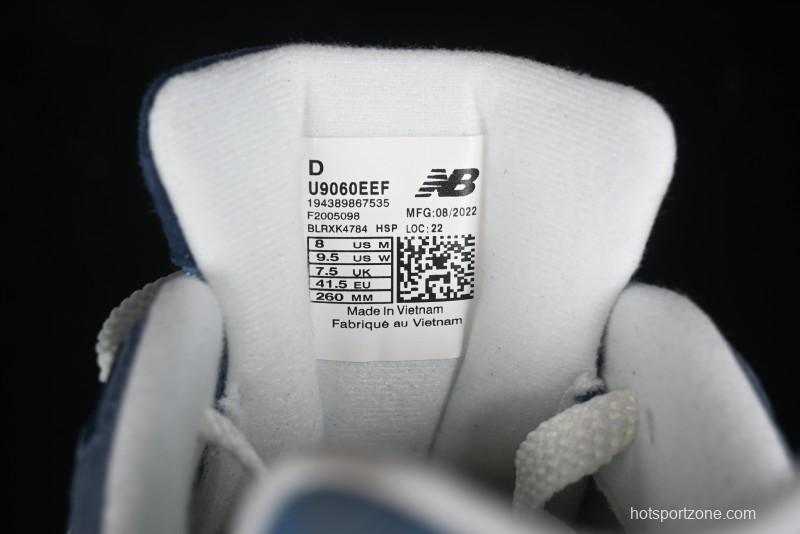 D
U9060EEF
NB
194389867535
F2005098 MFG:08/2022
BLRXK4784 HSP LOC: 22
8 US M
9.5 US W
7.5 UK
41.5 EU
260 MM
Made In Vietnam
Fabriqué au Vietnam
hotsportzone.com